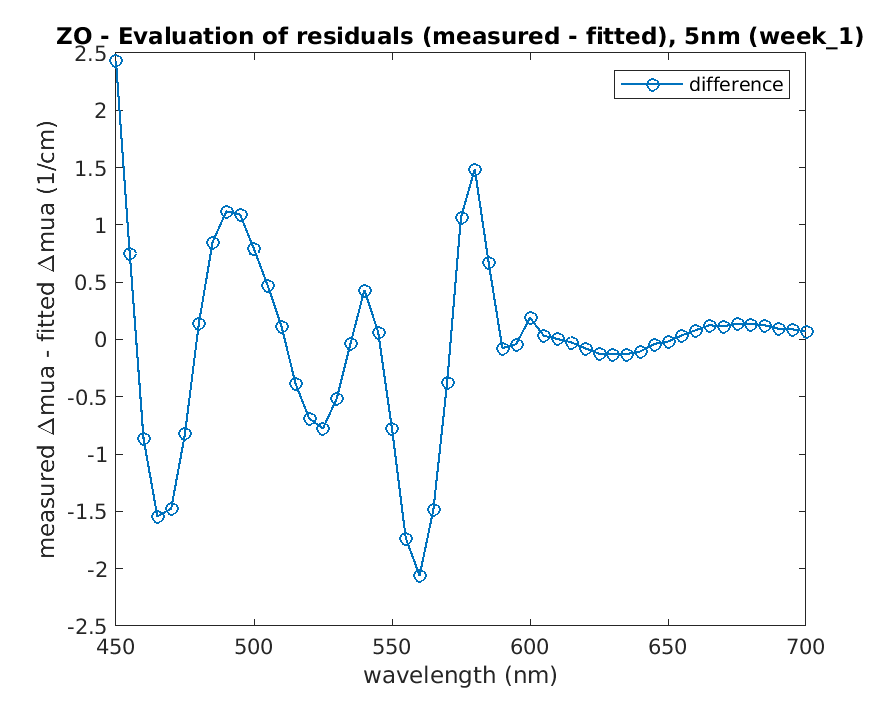 ZO - Evaluation of residuals (measured - fitted), 5nm (week_1)
difference
measured Δmua - fitted Δmua (1/cm)
2.5
2
1.5
1
0.5
0
-0.5
-1
-1.5
-2
-2.5
450 500 550 600 650 700
wavelength (nm)